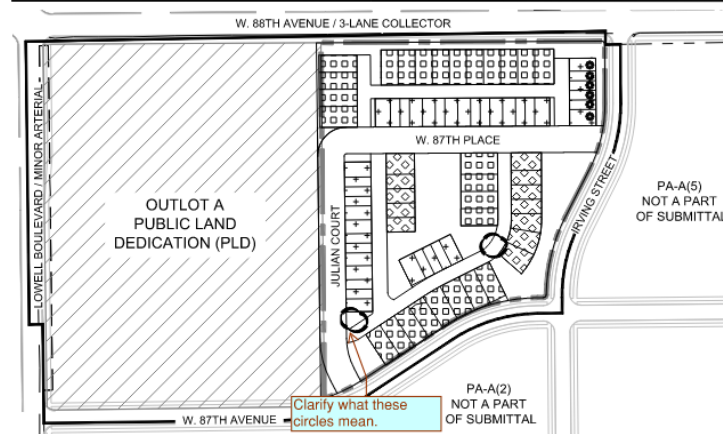 W. 88TH AVENUE / 3-LANE COLLECTOR
LOWELL BOULEVARD / MINOR ARTERIAL
W. 87TH PLACE
OUTLOT A
PUBLIC LAND
DEDICATION (PLD)
JULIAN COURT
IRVING STREET
PA-A(5)
NOT A PART
OF SUBMITTAL
Clarify what these
circles mean.
PA-A(2)
NOT A PART
OF SUBMITTAL
W. 87TH AVENUE